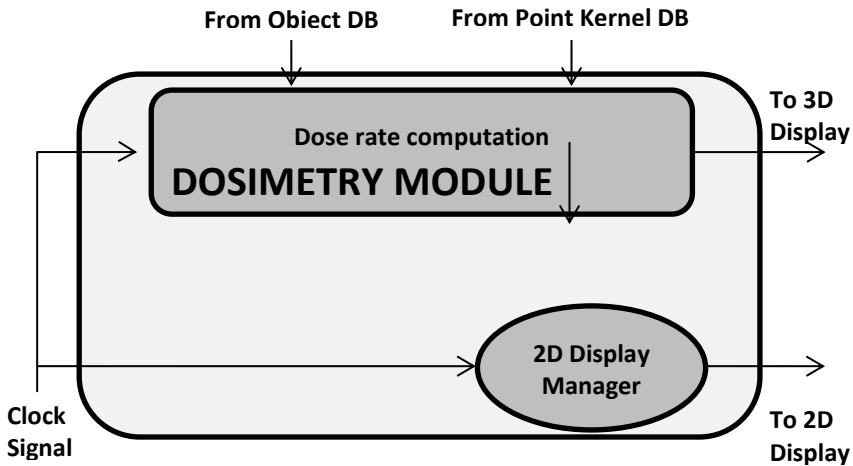 From Object DB
From Point Kernel DB
To 3D
Display
Dose rate computation
DOSIMETRY MODULE
2D Display
Manager
Clock
Signal
To 2D
Display